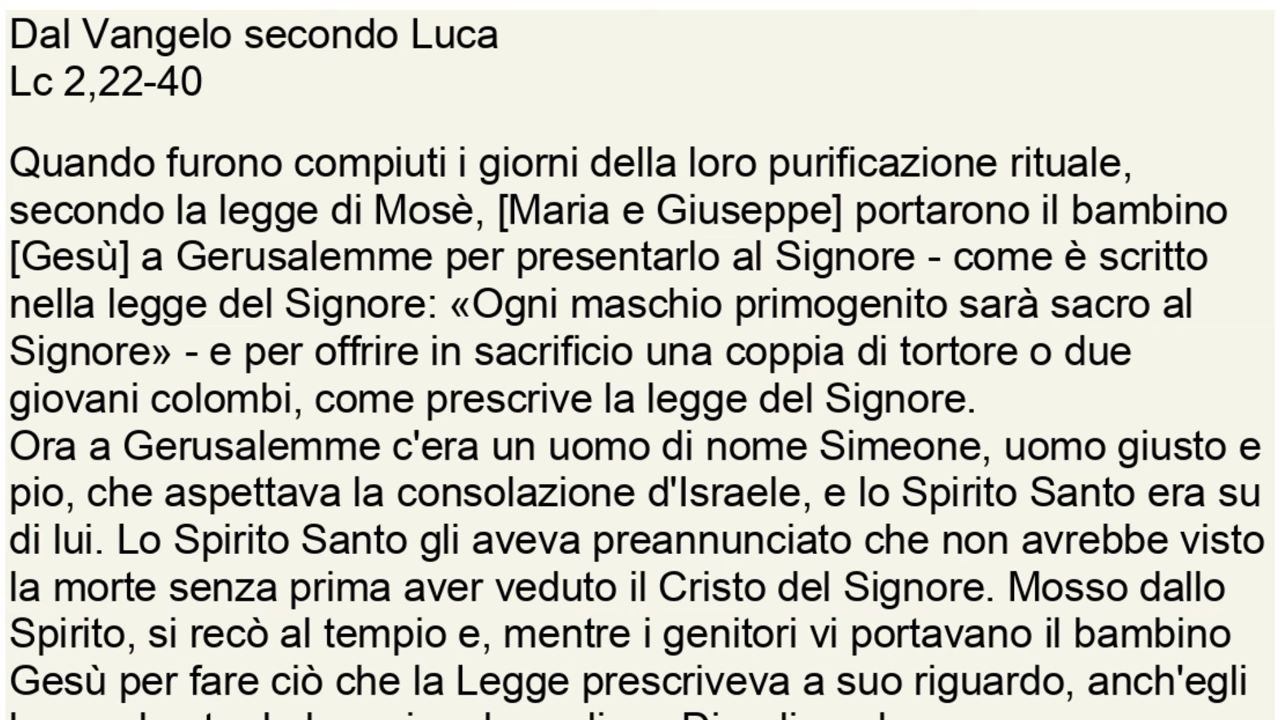 Dal Vangelo secondo Luca
Lc 2,22-40
Quando furono compiuti i giorni della loro purificazione rituale,
secondo la legge di Mosè, [Maria e Giuseppe] portarono il bambino
[Gesù] a Gerusalemme per presentarlo al Signore - come è scritto
nella legge del Signore: «Ogni maschio primogenito sarà sacro al
Signore» - e per offrire in sacrificio una coppia di tortore o due
giovani colombi, come prescrive la legge del Signore.
Ora a Gerusalemme c'era un uomo di nome Simeone, uomo giusto e
pio, che aspettava la consolazione d'Israele, e lo Spirito Santo era su
di lui. Lo Spirito Santo gli aveva preannunciato che non avrebbe visto
la morte senza prima aver veduto il Cristo del Signore. Mosso dallo
Spirito, si recò al tempio e, mentre i genitori vi portavano il bambino
Gesù per fare ciò che la Legge prescriveva a suo riguardo, anch'egli